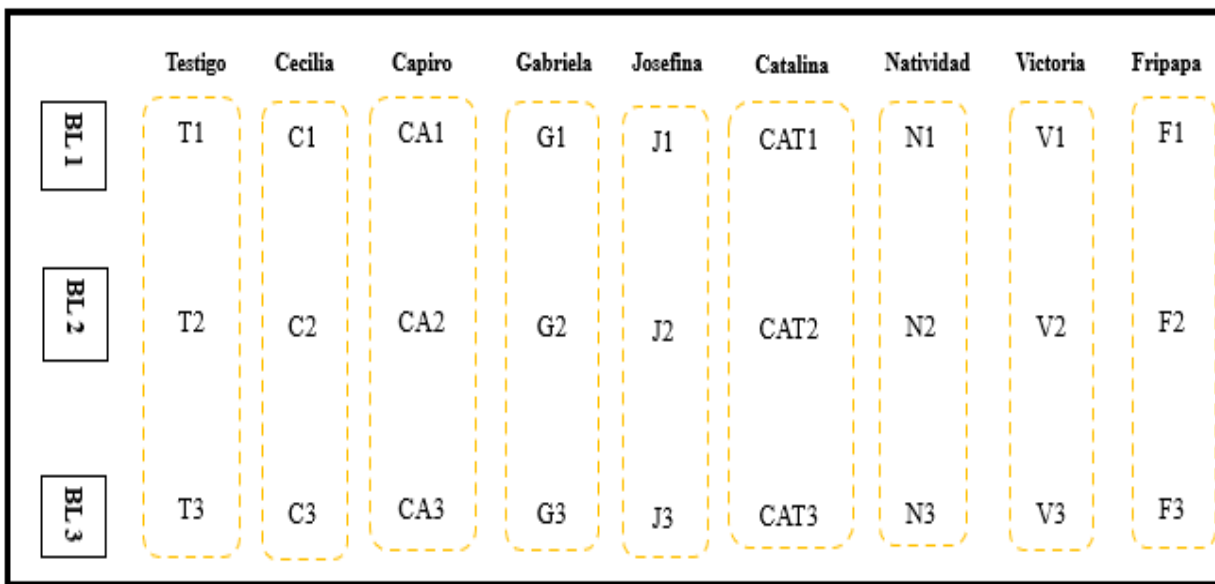 Testigo Cecilia Capiro Gabriela Josefina Catalina Natividad Victoria Fripapa
BL 1 T1 C1 CA1 G1 J1 CAT1 N1 V1 F1
BL 2 T2 C2 CA2 G2 J2 CAT2 N2 V2 F2
BL 3 T3 C3 CA3 G3 J3 CAT3 N3 V3 F3